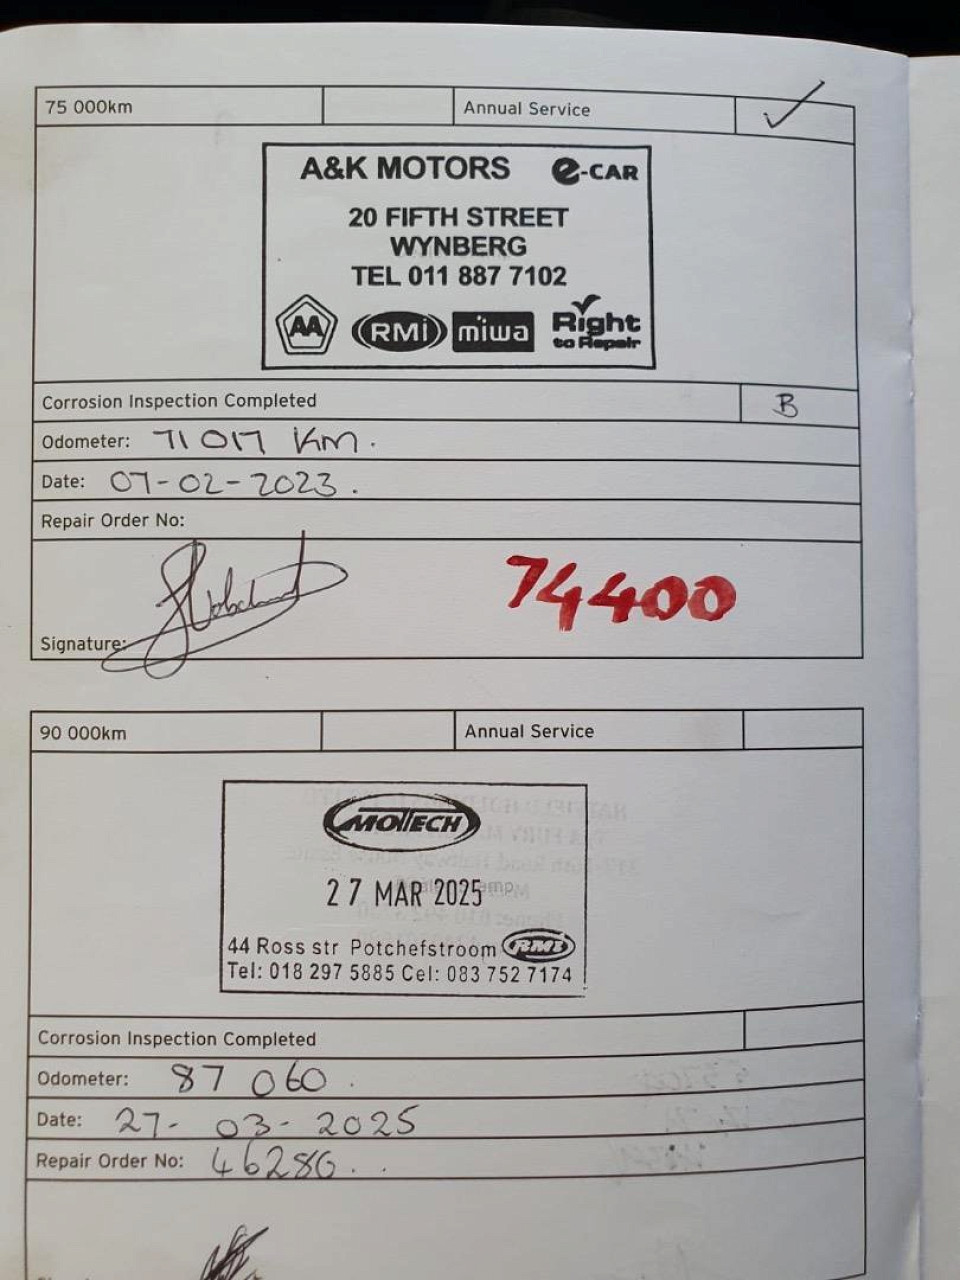 75 000km Annual Service ✓
A&K MOTORS e-CAR
20 FIFTH STREET
WYNBERG
TEL 011 887 7102
AA RMi miwa Right to Repair
Corrosion Inspection Completed B
Odometer: 71 017 KM.
Date: 07-02-2023.
Repair Order No:
74400
Signature:
90 000km Annual Service
MOTTECH
27 MAR 2025
44 Ross str Potchefstroom RMI
Tel: 018 297 5885 Cel: 083 752 7174
Corrosion Inspection Completed
Odometer: 87 060.
Date: 27-03-2025
Repair Order No: 46286..